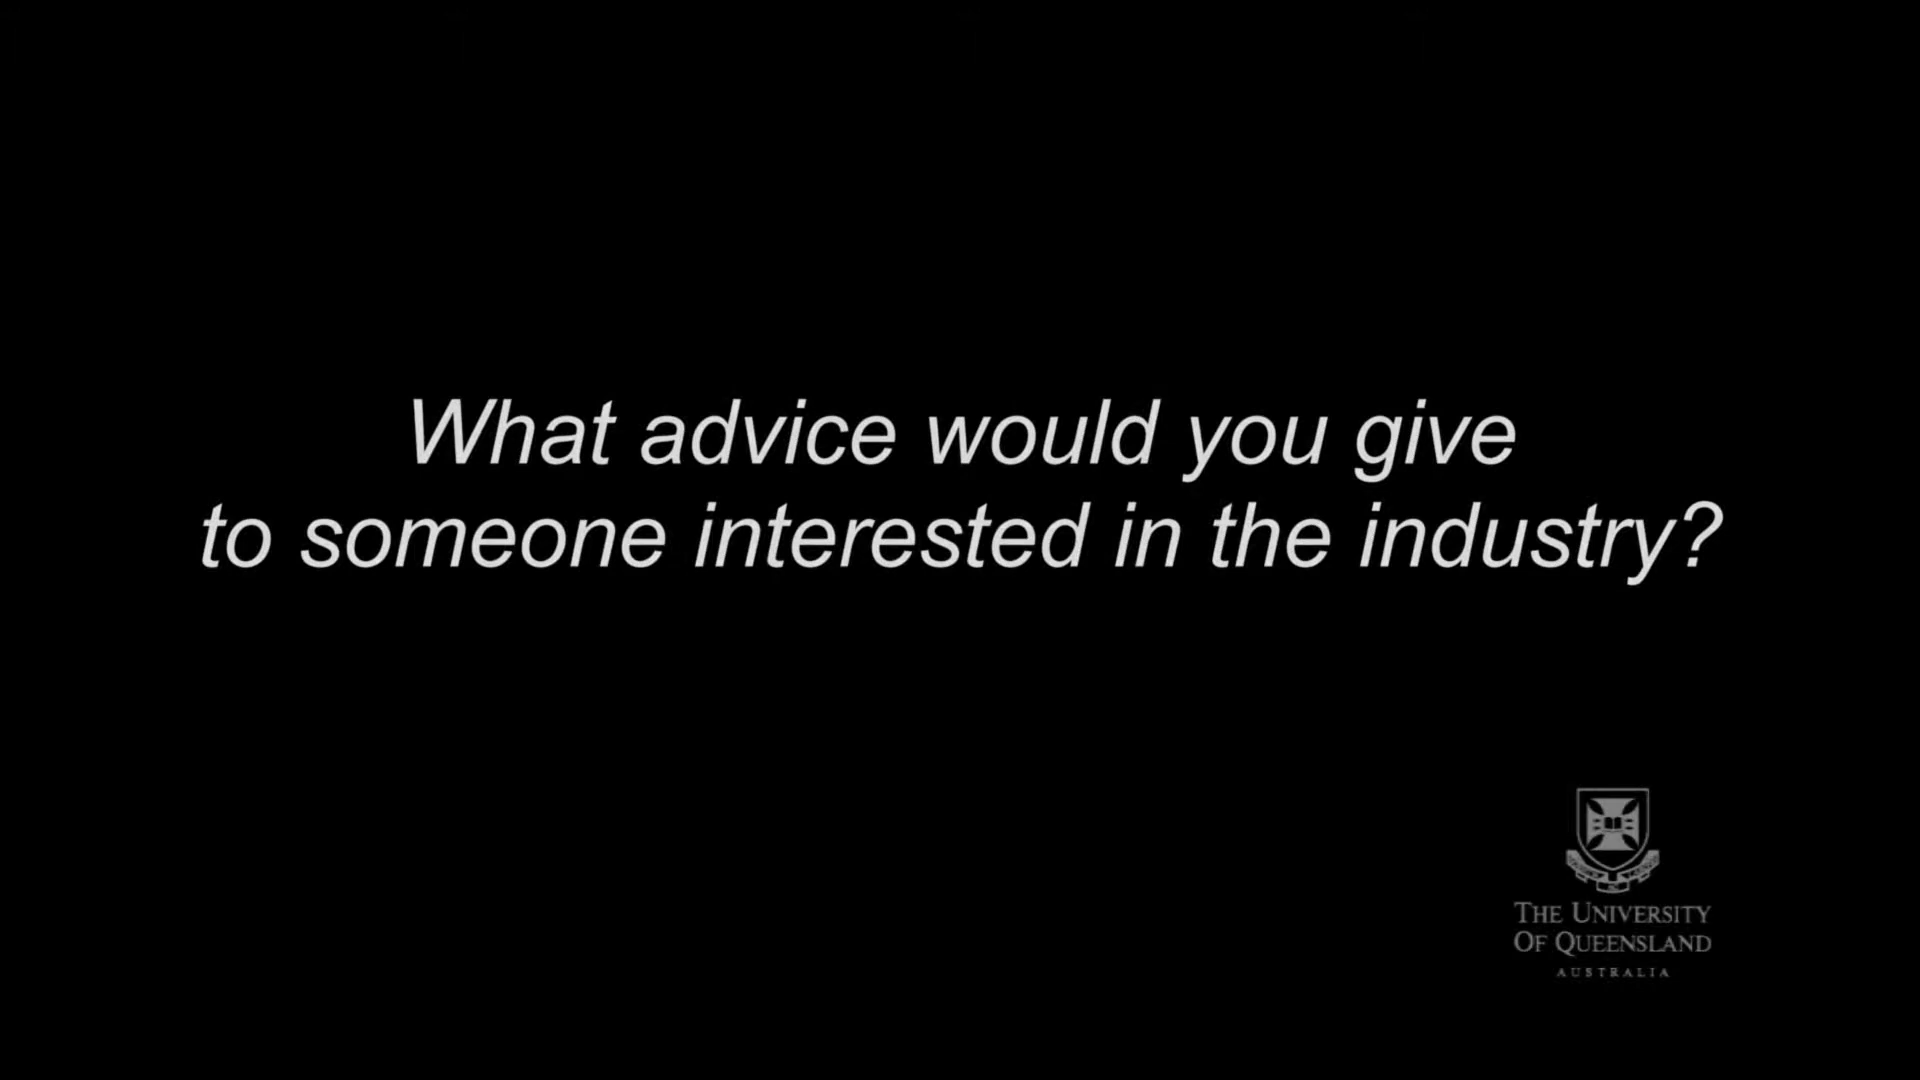 What advice would you give
to someone interested in the industry?
THE UNIVERSITY
OF QUEENSLAND
AUSTRALIA